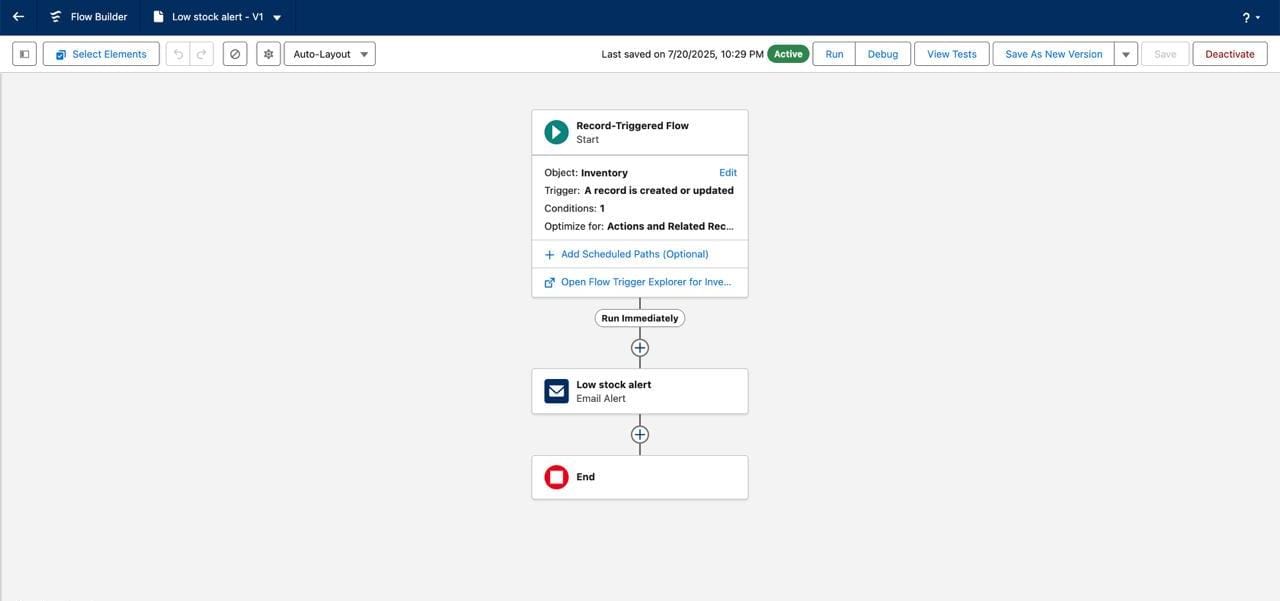 Flow Builder
Low stock alert - V1
?
Select Elements
Auto-Layout
Last saved on 7/20/2025, 10:29 PM
Active
Run
Debug
View Tests
Save As New Version
Save
Deactivate
Record-Triggered Flow
Start
Object: Inventory
Edit
Trigger: A record is created or updated
Conditions: 1
Optimize for: Actions and Related Rec...
Add Scheduled Paths (Optional)
Open Flow Trigger Explorer for Inve...
Run Immediately
Low stock alert
Email Alert
End